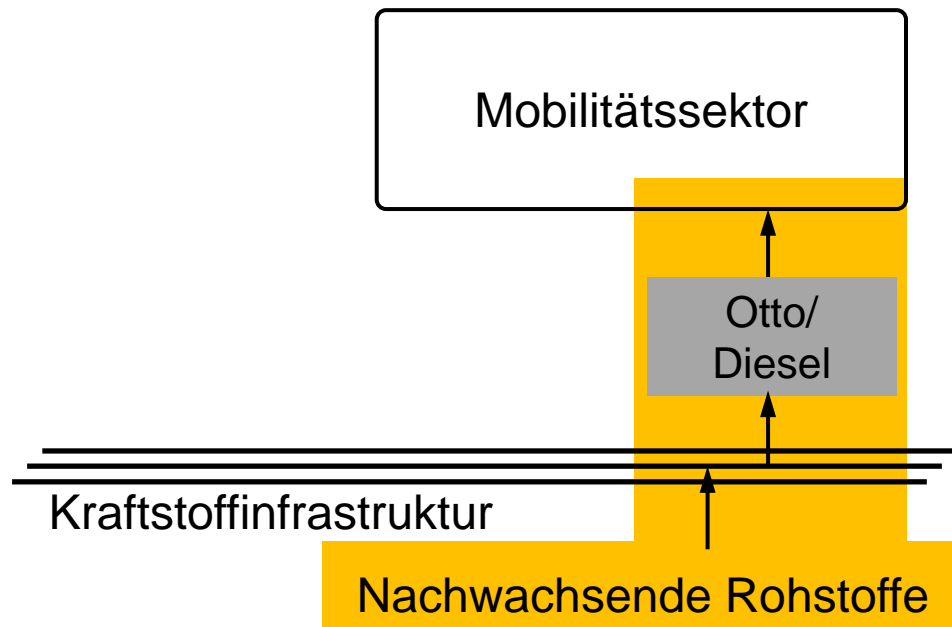 Mobilitätssektor
Otto/
Diesel
Kraftstoffinfrastruktur
Nachwachsende Rohstoffe